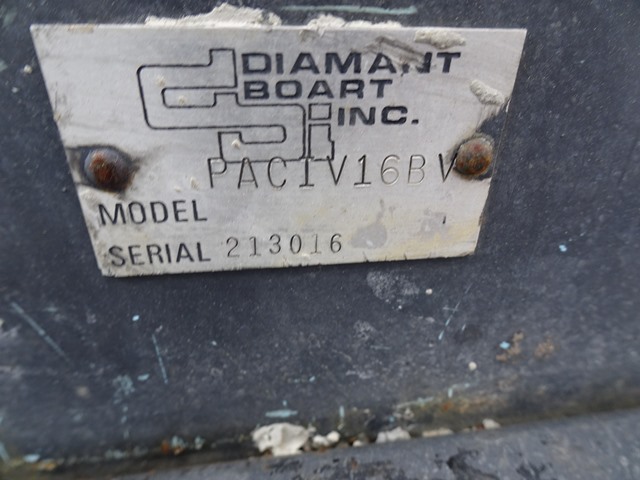 DIAMANT
BOART
INC.
PACIV16BV
MODEL
SERIAL 213016